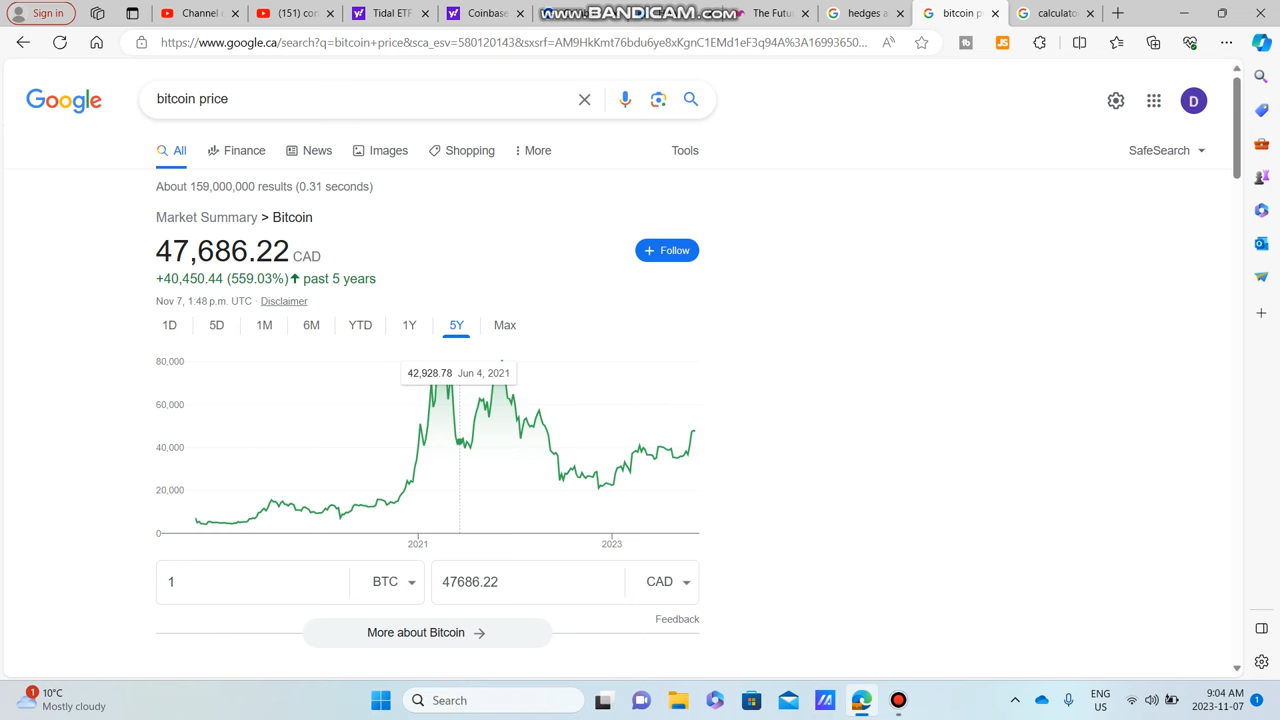 Sign in
Channel c
(151) con
Tidal ETF
Coinbase
www.BANDICAM.com
The Futu
hedges a
bitcoin p
calculato
https://www.google.ca/search?q=bitcoin+price&sca_esv=580120143&sxsrf=AM9HkKmt76bdu6ye8xKgnC1EMd1eF3q94A%3A16993650...
Google
bitcoin price
D
All
Finance
News
Images
Shopping
More
Tools
SafeSearch
About 159,000,000 results (0.31 seconds)
Market Summary > Bitcoin
47,686.22 CAD
+ Follow
+40,450.44 (559.03%) ↑ past 5 years
Nov 7, 1:48 p.m. UTC · Disclaimer
1D
5D
1M
6M
YTD
1Y
5Y
Max
80,000
42,928.78 Jun 4, 2021
60,000
40,000
20,000
0
2021
2023
1
BTC
47686.22
CAD
Feedback
More about Bitcoin →
1
10°C
Mostly cloudy
Search
ENG
US
9:04 AM
2023-11-07
1